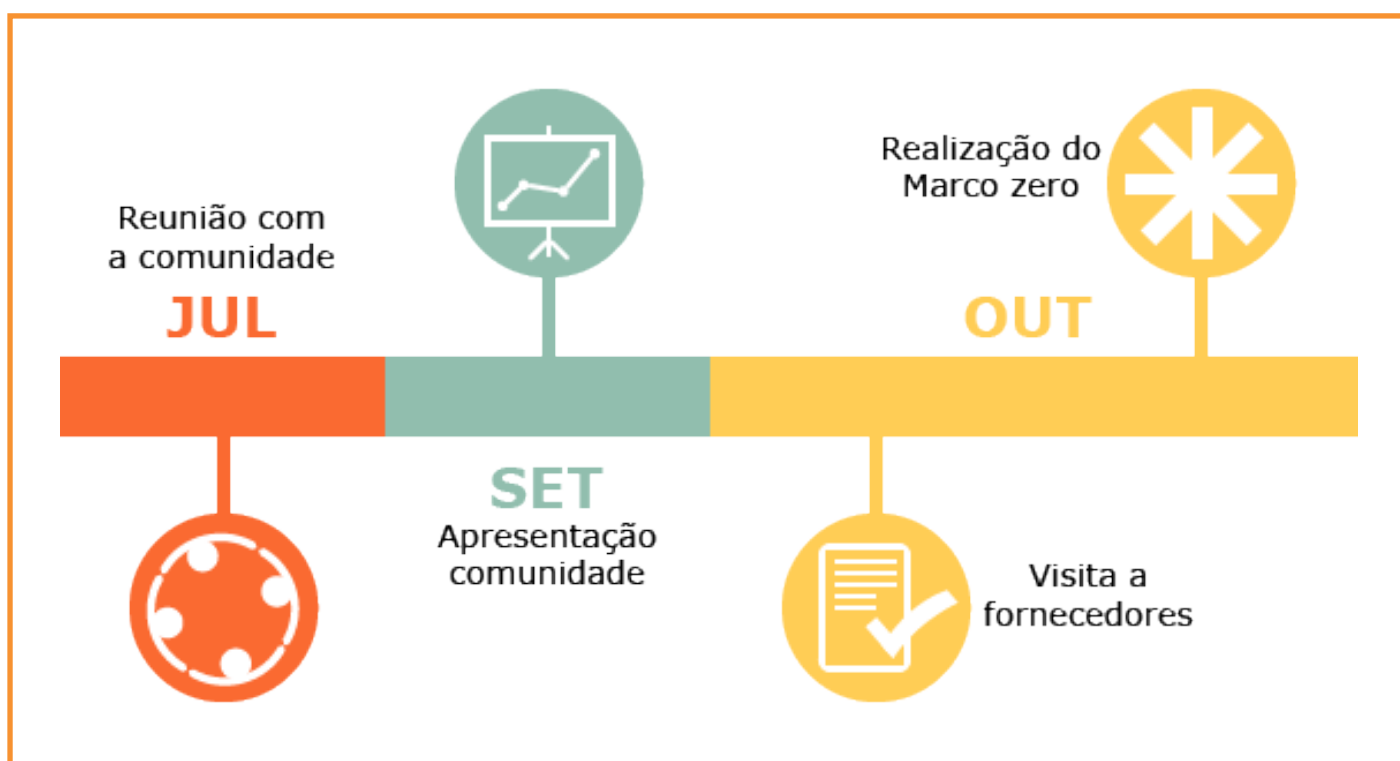 Reunião com
a comunidade
JUL
SET
Apresentação
comunidade
Realização do
Marco zero
OUT
Visita a
fornecedores